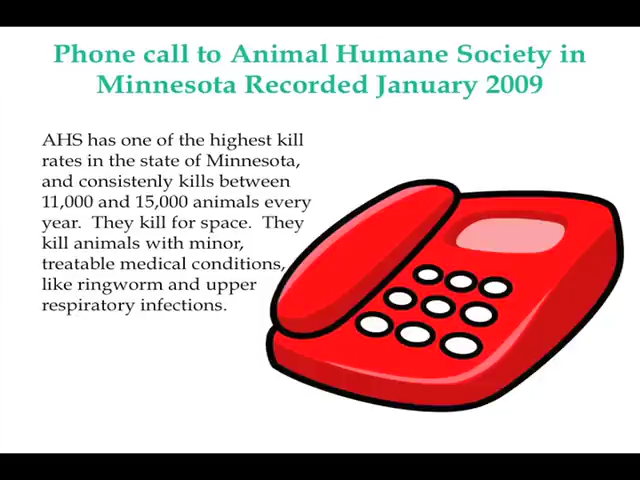 Phone call to Animal Humane Society in
Minnesota Recorded January 2009
AHS has one of the highest kill
rates in the state of Minnesota,
and consistenly kills between
11,000 and 15,000 animals every
year.  They kill for space.  They
kill animals with minor,
treatable medical conditions,
like ringworm and upper
respiratory infections.